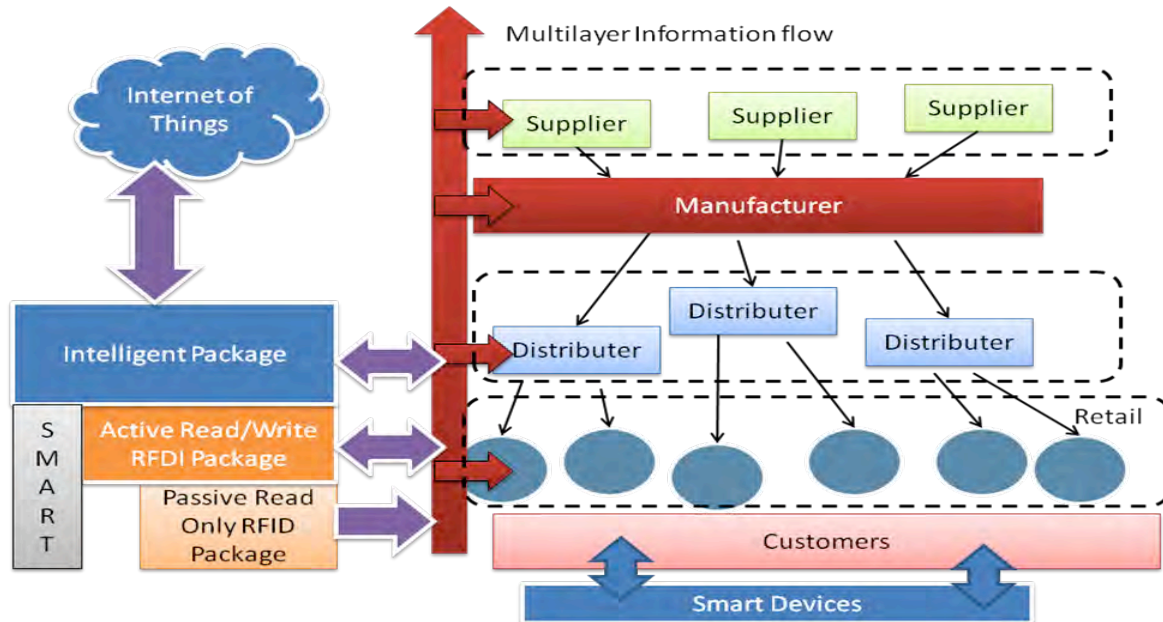 Multilayer Information flow
Internet of
Things
Supplier
Supplier
Supplier
Manufacturer
Distributer
Distributer
Distributer
Intelligent Package
Retail
SMART
Active Read/Write
RFDI Package
Passive Read
Only RFID
Package
Customers
Smart Devices